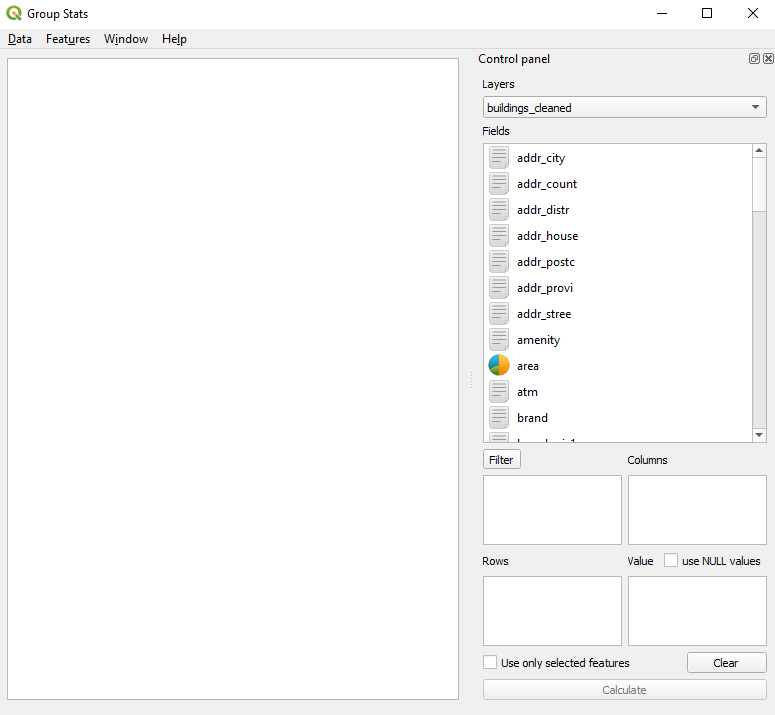 Group Stats
Data Features Window Help
Control panel
Layers
buildings_cleaned
Fields
addr_city
addr_count
addr_distr
addr_house
addr_postc
addr_provi
addr_stree
amenity
area
atm
brand
Filter Columns
Rows Value use NULL values
Use only selected features Clear
Calculate